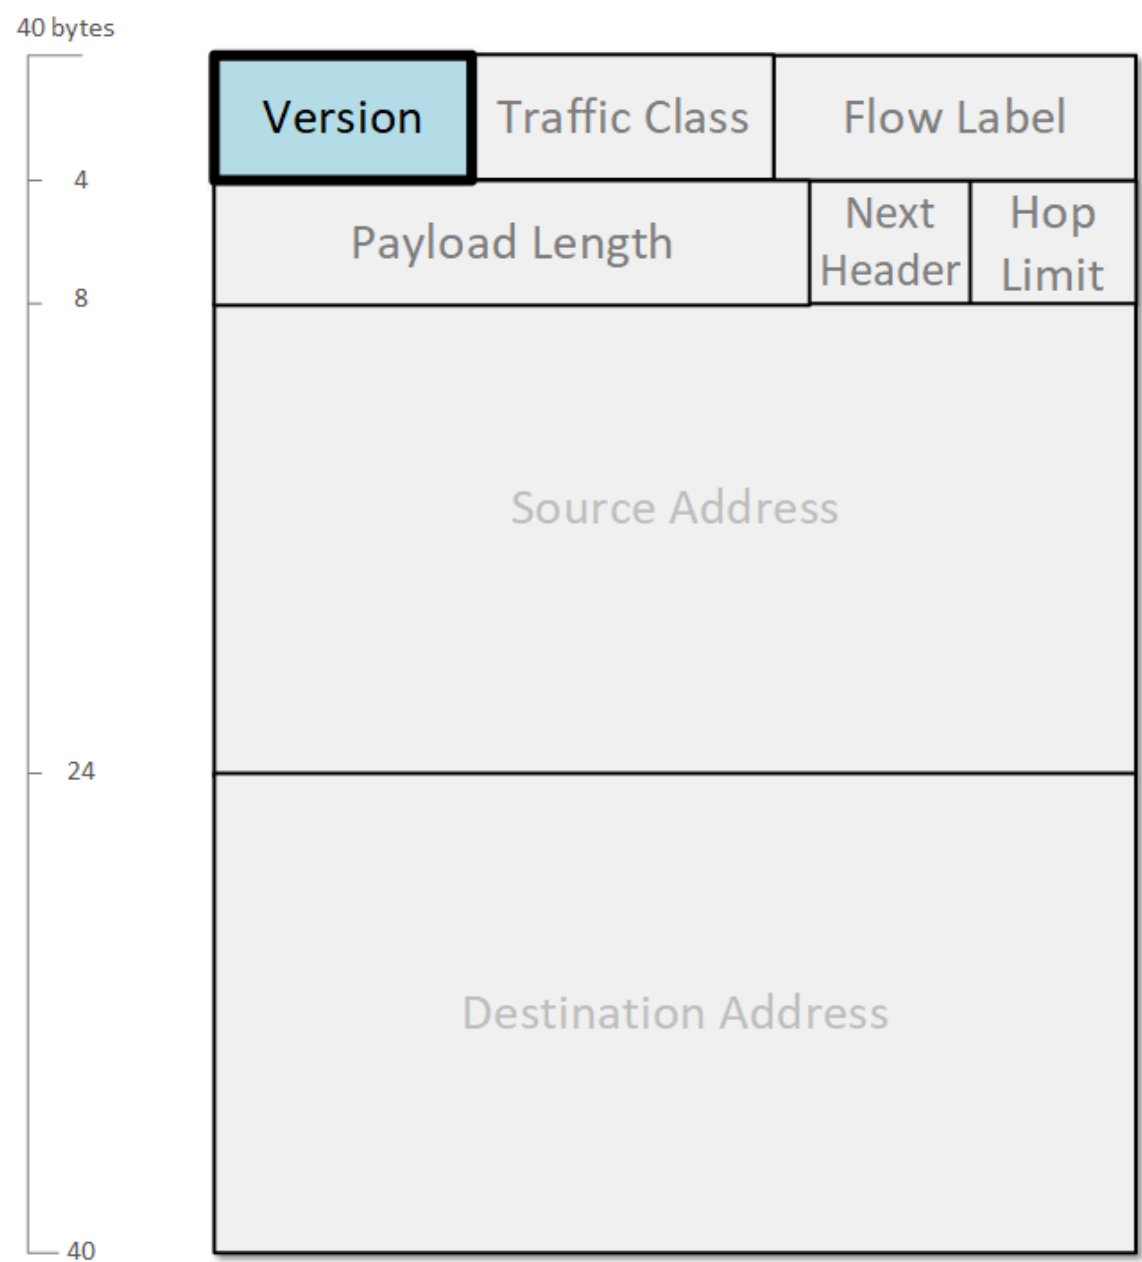 40 bytes
Version
Traffic Class
Flow Label
4
Payload Length
Next
Header
Hop
Limit
8
Source Address
24
Destination Address
40